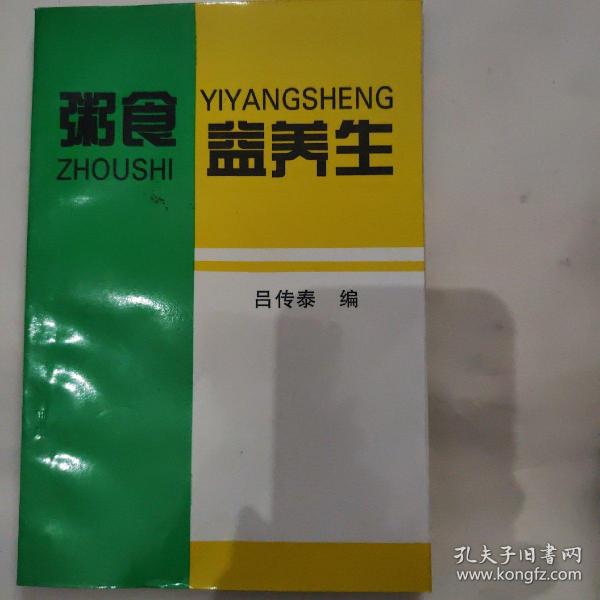 粥食
ZHOUSHI
YIYANGSHENG
益养生
吕传泰 编
孔夫子旧書网
www.kongfz.com